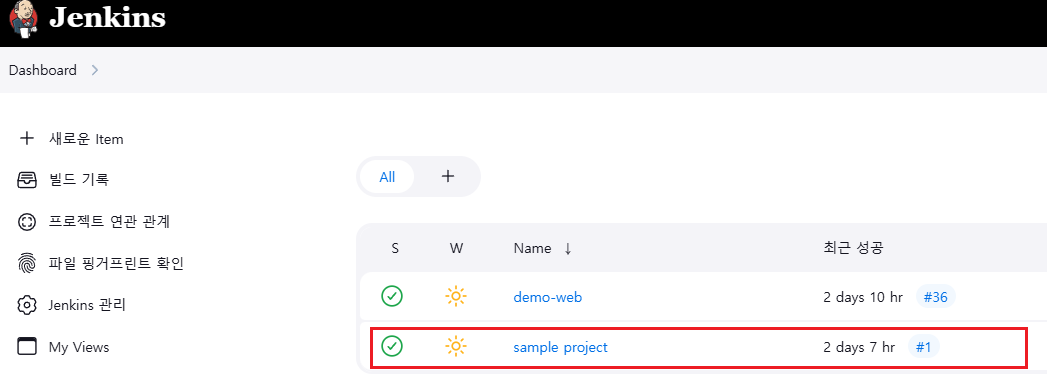 Jenkins
Dashboard
새로운 Item
빌드 기록
프로젝트 연관 관계
파일 핑거프린트 확인
Jenkins 관리
My Views
All +
S W Name ↓ 최근 성공
demo-web 2 days 10 hr #36
sample project 2 days 7 hr #1